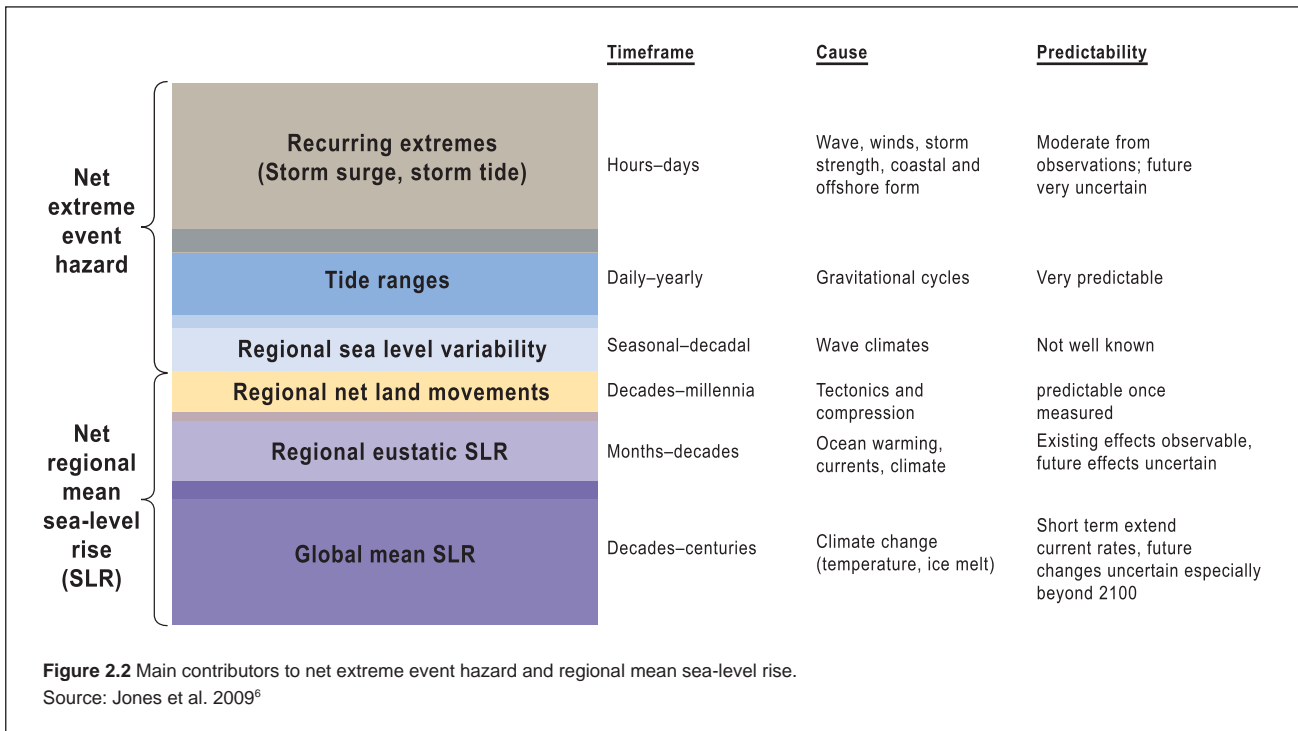 Timeframe
Cause
Predictability
Net
extreme
event
hazard
Recurring extremes
(Storm surge, storm tide)
Hours–days
Wave, winds, storm
strength, coastal and
offshore form
Moderate from
observations; future
very uncertain
Tide ranges
Daily–yearly
Gravitational cycles
Very predictable
Regional sea level variability
Seasonal–decadal
Wave climates
Not well known
Net
regional
mean
sea-level
rise
(SLR)
Regional net land movements
Decades–millennia
Tectonics and
compression
predictable once
measured
Regional eustatic SLR
Months–decades
Ocean warming,
currents, climate
Existing effects observable,
future effects uncertain
Global mean SLR
Decades–centuries
Climate change
(temperature, ice melt)
Short term extend
current rates, future
changes uncertain especially
beyond 2100
Figure 2.2 Main contributors to net extreme event hazard and regional mean sea-level rise.
Source: Jones et al. 2009⁶